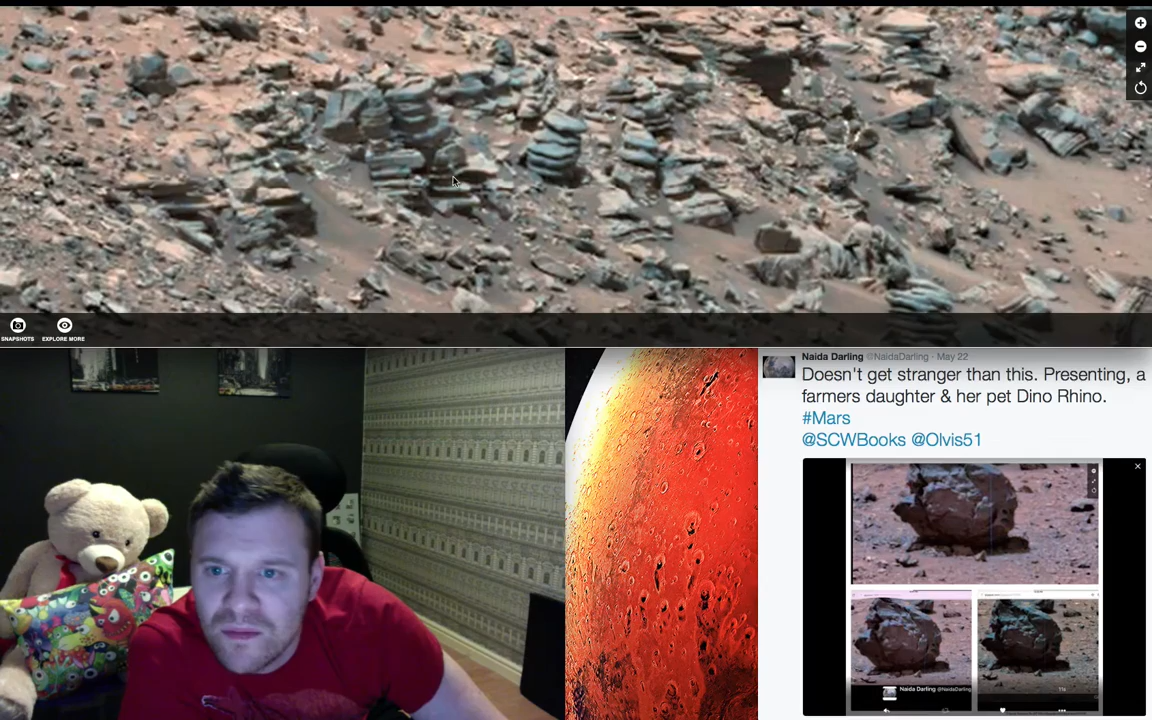 SNAPSHOTS
EXPLORE MORE
Naida Darling @NaidaDarling · May 22
Doesn't get stranger than this. Presenting, a
farmers daughter & her pet Dino Rhino.
#Mars
@SCWBooks @Olvis51
Naida Darling @NaidaDarling